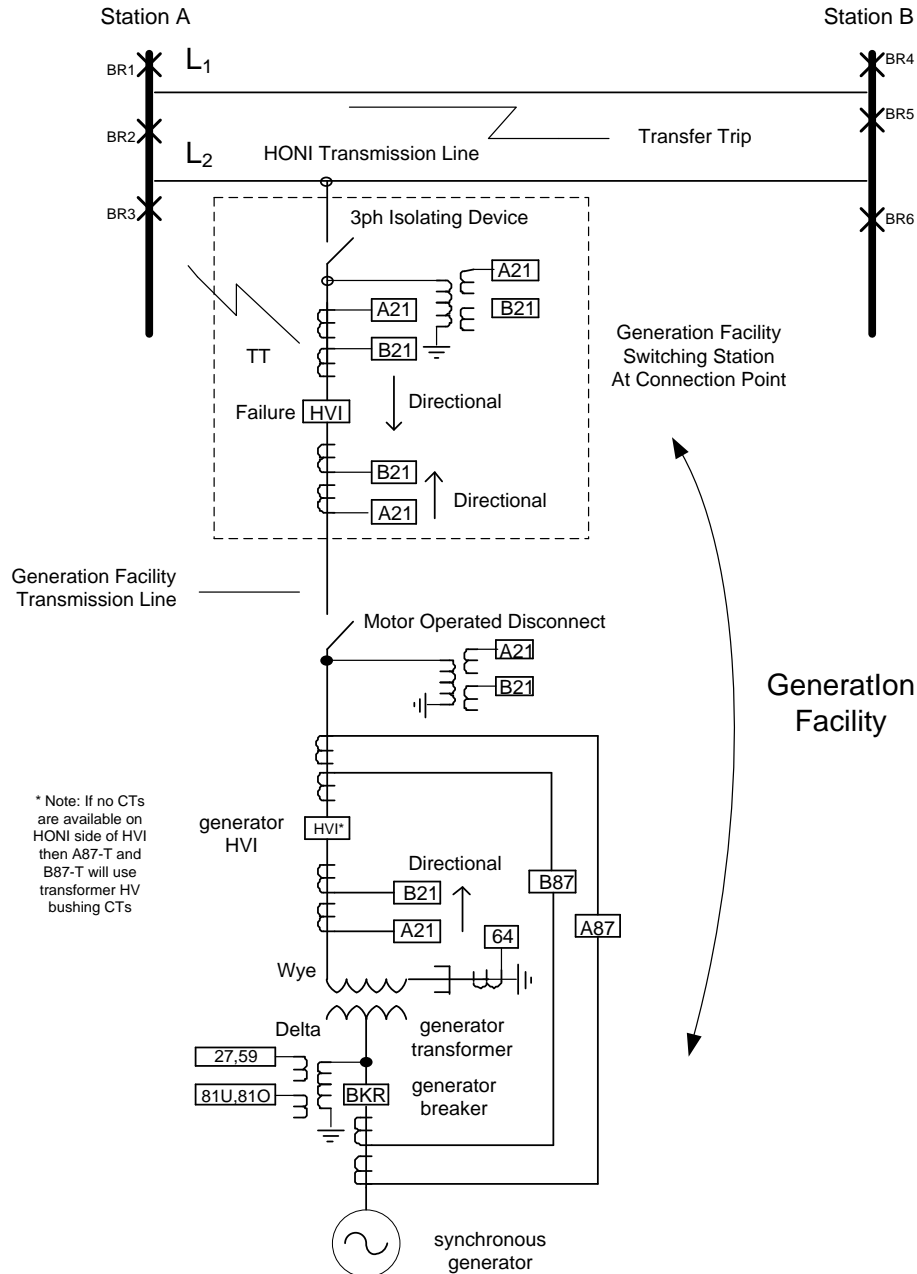 Station A
Station B
BR1
L1
BR4
BR5
BR2
Transfer Trip
L2
HONI Transmission Line
BR3
BR6
3ph Isolating Device
A21
A21
B21
B21
Generation Facility
Switching Station
At Connection Point
TT
Failure
HVI
Directional
B21
Directional
A21
Generation Facility
Transmission Line
Motor Operated Disconnect
A21
B21
Generation
Facility
* Note: If no CTs
are available on
HONI side of HVI
then A87-T and
B87-T will use
transformer HV
bushing CTs
generator
HVI
HVI*
Directional
B21
B87
A21
A87
64
Wye
Delta
generator
transformer
27,59
81U,81O
BKR
generator
breaker
synchronous
generator